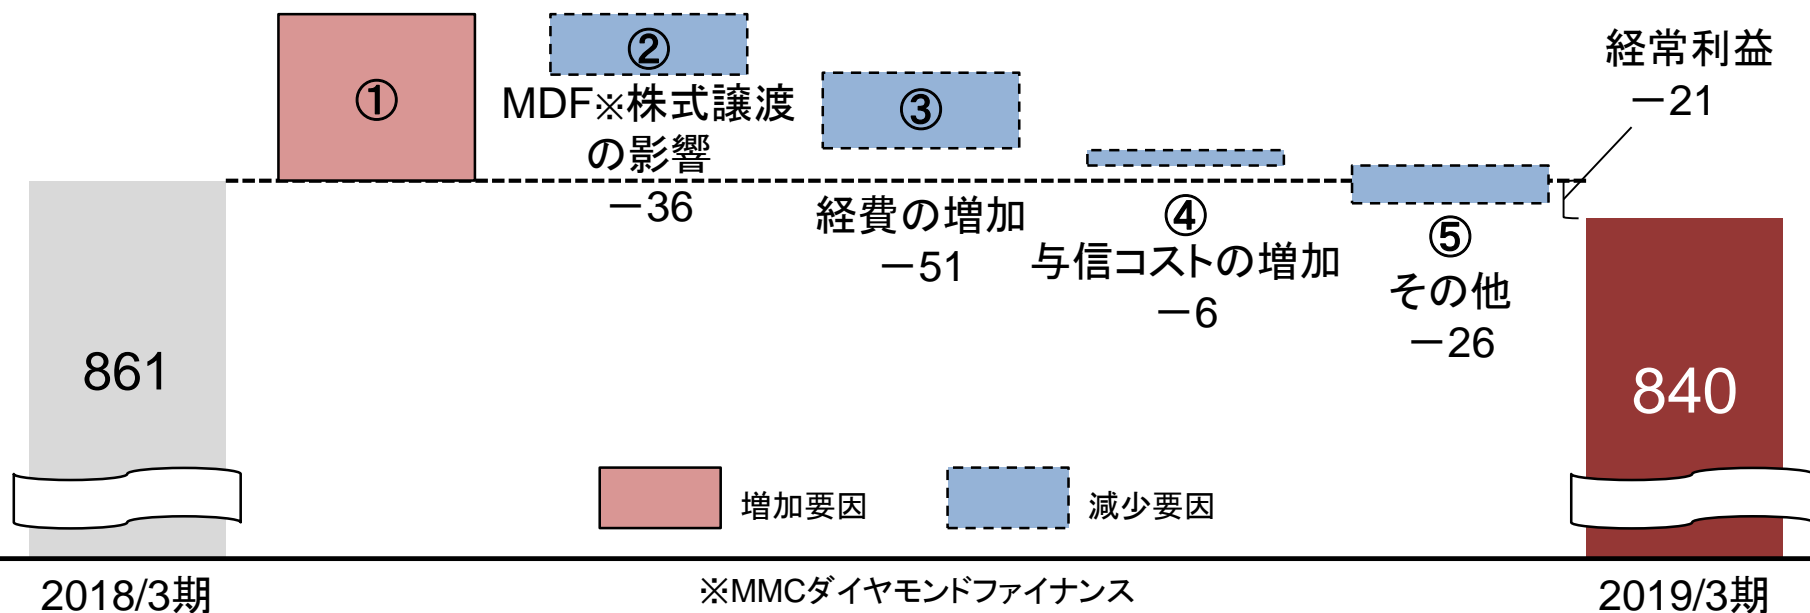 ①
②
MDF※株式譲渡
の影響
－36
③
経費の増加
－51
④
与信コストの増加
－6
⑤
その他
－26
経常利益
－21
861
840
増加要因
減少要因
2018/3期
※MMCダイヤモンドファイナンス
2019/3期